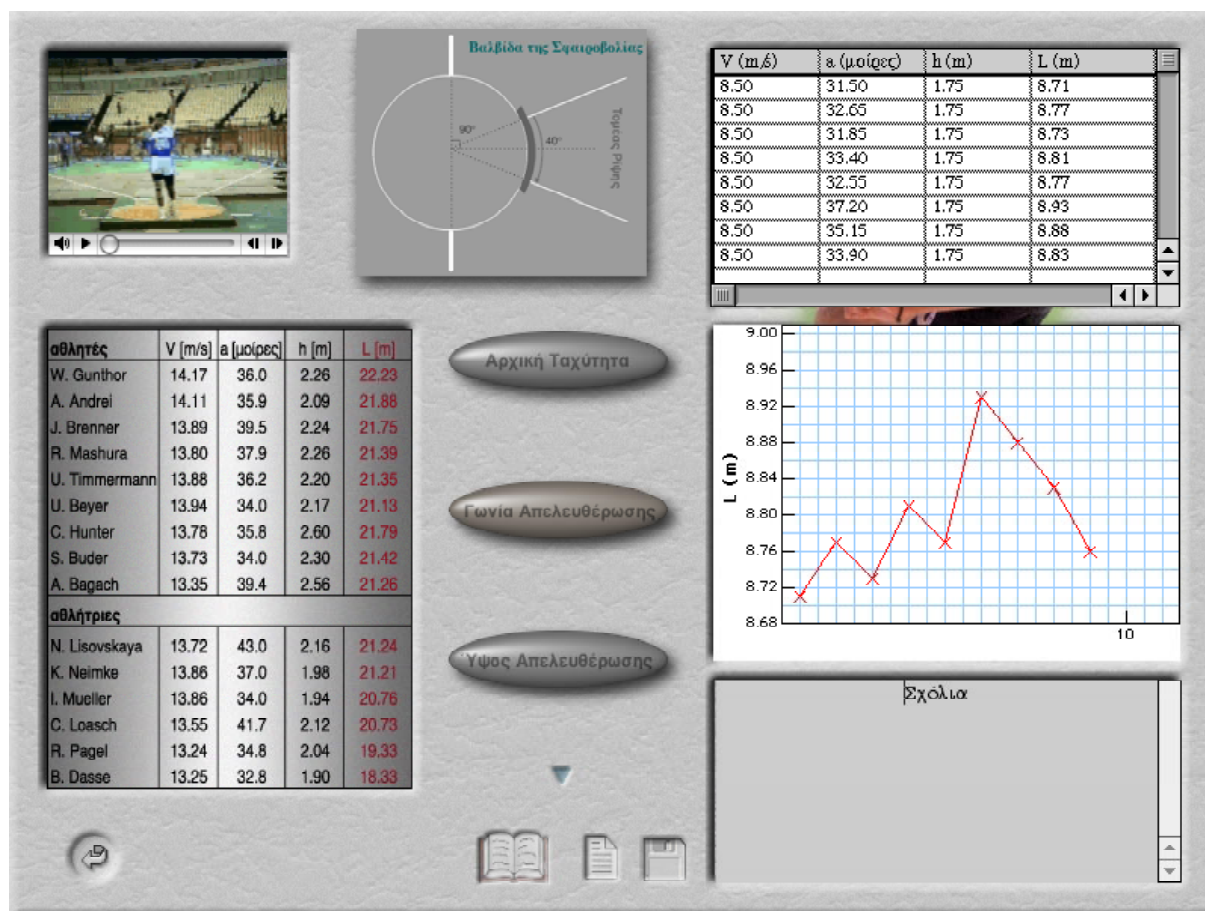 Βαλβίδα της Σφαιροβολίας
90°
40°
Τομεας Ρίψης
V (m/s) a (μοίρες) h (m) L (m)
8.50 31.50 1.75 8.71
8.50 32.65 1.75 8.77
8.50 31.85 1.75 8.73
8.50 33.40 1.75 8.81
8.50 32.55 1.75 8.77
8.50 37.20 1.75 8.93
8.50 35.15 1.75 8.88
8.50 33.90 1.75 8.83
αθλητές V [m/s] a [μοίρες] h [m] L [m]
W. Gunthor 14.17 36.0 2.26 22.23
A. Andrei 14.11 35.9 2.09 21.88
J. Brenner 13.89 39.5 2.24 21.75
R. Mashura 13.80 37.9 2.26 21.39
U. Timmermann 13.88 36.2 2.20 21.35
U. Beyer 13.94 34.0 2.17 21.13
C. Hunter 13.78 35.8 2.60 21.79
S. Buder 13.73 34.0 2.30 21.42
A. Bagach 13.35 39.4 2.56 21.26
αθλήτριες
N. Lisovskaya 13.72 43.0 2.16 21.24
K. Neimke 13.86 37.0 1.98 21.21
I. Mueller 13.86 34.0 1.94 20.76
C. Loasch 13.55 41.7 2.12 20.73
R. Pagel 13.24 34.8 2.04 19.33
B. Dasse 13.25 32.8 1.90 18.33
Αρχική Ταχύτητα
Γωνία Απελευθέρωσης
Ύψος Απελευθέρωσης
L (m)
9.00
8.96
8.92
8.88
8.84
8.80
8.76
8.72
8.68
10
Σχόλια